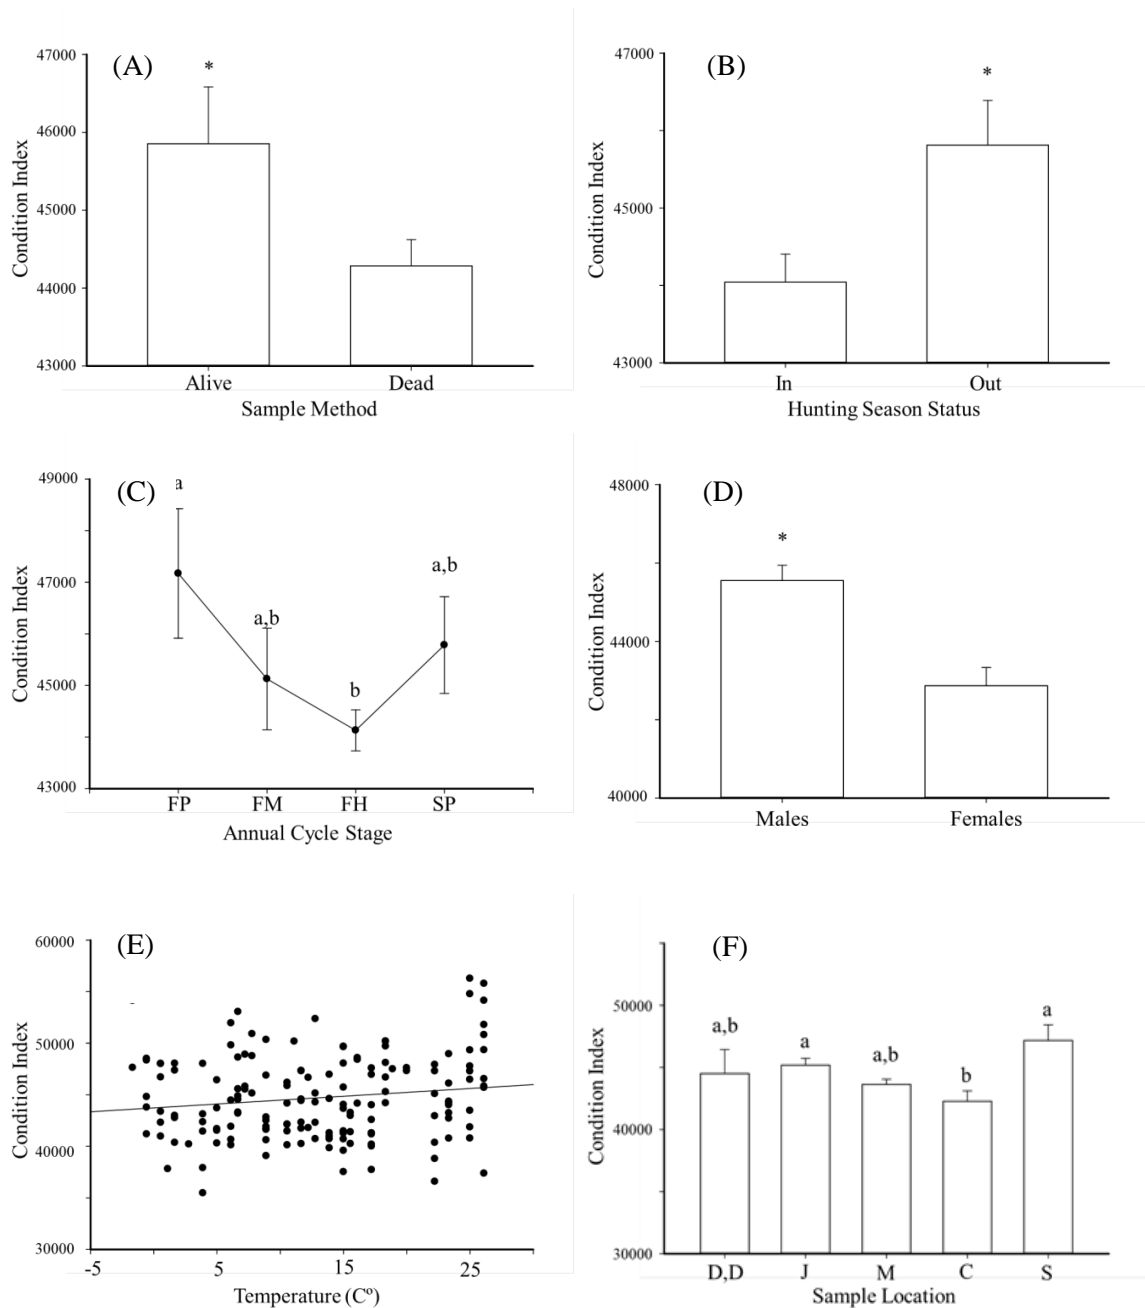 (A)
47000
46000
45000
44000
43000
Condition Index
*
Alive
Dead
Sample Method
(B)
47000
45000
43000
Condition Index
*
In
Out
Hunting Season Status
(C)
49000
47000
45000
43000
Condition Index
a
a,b
b
a,b
FP
FM
FH
SP
Annual Cycle Stage
(D)
48000
44000
40000
Condition Index
*
Males
Females
(E)
60000
50000
40000
30000
Condition Index
-5
5
15
25
Temperature (Cº)
(F)
50000
40000
30000
Condition Index
a,b
a
a,b
b
a
D,D
J
M
C
S
Sample Location